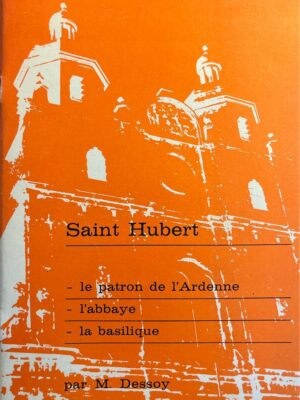 Saint Hubert
- le patron de l'Ardenne
- l'abbaye
- la basilique
par M. Dessoy